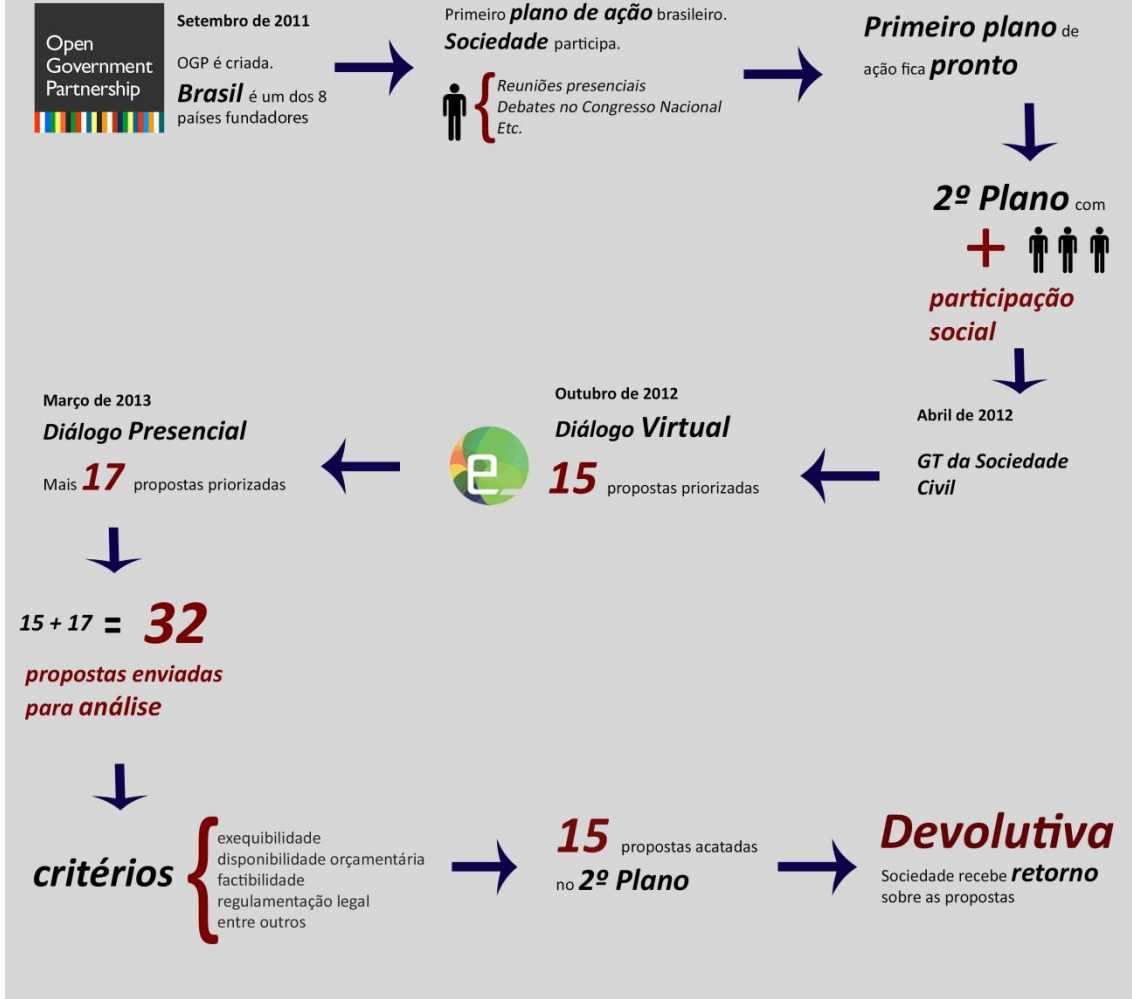 Open
Government
Partnership
Setembro de 2011
OGP é criada.
Brasil é um dos 8
países fundadores
Primeiro plano de ação brasileiro.
Sociedade participa.
Reuniões presenciais
Debates no Congresso Nacional
Etc.
Primeiro plano de
ação fica pronto
2º Plano com
+
participação
social
Abril de 2012
GT da Sociedade
Civil
Outubro de 2012
Diálogo Virtual
15 propostas priorizadas
e
Março de 2013
Diálogo Presencial
Mais 17 propostas priorizadas
15 + 17 = 32
propostas enviadas
para análise
critérios
exequibilidade
disponibilidade orçamentária
factibilidade
regulamentação legal
entre outros
15 propostas acatadas
no 2º Plano
Devolutiva
Sociedade recebe retorno
sobre as propostas